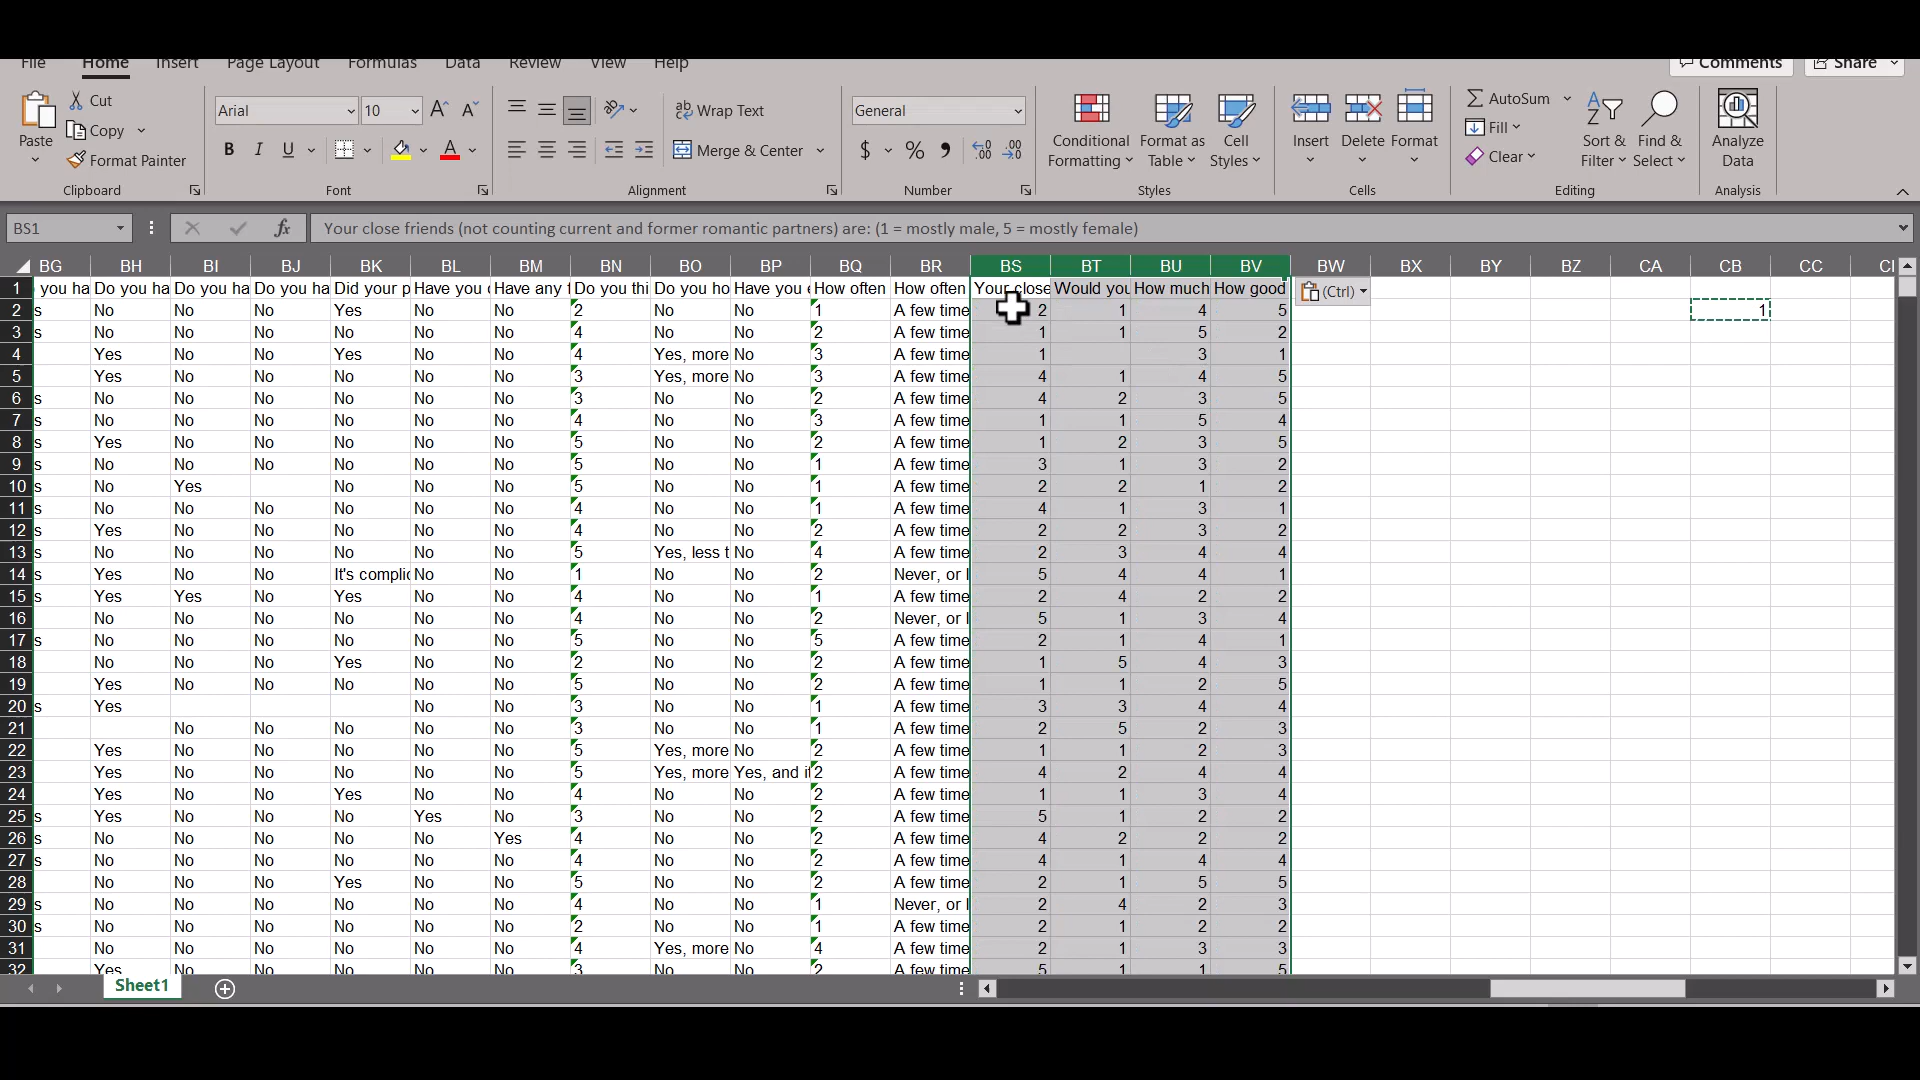 File Home Insert Page Layout Formulas Data Review View Help Comments Share
Paste Cut Copy Format Painter Clipboard
Arial 10 B I U A Font
ab Wrap Text Merge & Center Alignment
General $ % 9 Number
Conditional Formatting Format as Table Cell Styles Styles
Insert Delete Format Cells
AutoSum Fill Clear Sort & Filter Find & Select Editing
Analyze Data Analysis
BS1 fx Your close friends (not counting current and former romantic partners) are: (1 = mostly male, 5 = mostly female)
BG BH BI BJ BK BL BM BN BO BP BQ BR BS BT BU BV BW BX BY BZ CA CB CC
1 you ha Do you ha Do you ha Do you ha Did your p Have you Have any Do you thi Do you ho Have you How often How often Your close Would you How much How good (Ctrl)
2 s No No No Yes No No 2 No No 1 A few time 2 1 4 5 1
3 s No No No No No No 4 No No 2 A few time 1 1 5 2
4 Yes No No Yes No No 4 Yes, more No 3 A few time 1 3 1
5 Yes No No No No No 3 Yes, more No 3 A few time 4 1 4 5
6 s No No No No No No 3 No No 2 A few time 4 2 3 5
7 s No No No No No No 4 No No 3 A few time 1 1 5 4
8 s Yes No No No No No 5 No No 2 A few time 1 2 3 5
9 s No No No No No No 5 No No 1 A few time 3 1 3 2
10 s No Yes No No No 5 No No 1 A few time 2 2 1 2
11 s No No No No No No 4 No No 1 A few time 4 1 3 1
12 s Yes No No No No No 4 No No 2 A few time 2 2 3 2
13 s No No No No No No 5 Yes, less t No 4 A few time 2 3 4 4
14 s Yes No No It's complic No No 1 No No 2 Never, or l 5 4 4 1
15 s Yes Yes No Yes No No 4 No No 1 A few time 2 4 2 2
16 No No No No No No 4 No No 2 Never, or l 5 1 3 4
17 s No No No No No No 5 No No 5 A few time 2 1 4 1
18 No No No Yes No No 2 No No 2 A few time 1 5 4 3
19 Yes No No No No No 5 No No 2 A few time 1 1 2 5
20 s Yes No No 3 No No 1 A few time 3 3 4 4
21 No No No No No 3 No No 1 A few time 2 5 2 3
22 Yes No No No No No 5 Yes, more No 2 A few time 1 1 2 3
23 Yes No No No No No 5 Yes, more Yes, and i 2 A few time 4 2 4 4
24 Yes No No Yes No No 4 No No 2 A few time 1 1 3 4
25 s Yes No No No Yes No 3 No No 2 A few time 5 1 2 2
26 s No No No No No Yes 4 No No 2 A few time 4 2 2 2
27 s No No No No No No 4 No No 2 A few time 4 1 4 4
28 No No No Yes No No 5 No No 2 A few time 2 1 5 5
29 s No No No No No No 4 No No 1 Never, or l 2 4 2 3
30 s No No No No No No 2 No No 1 A few time 2 1 2 2
31 No No No No No No 4 Yes, more No 4 A few time 2 1 3 3
32 Yes No No No No No 3 No No 2 A few time 5 1 1 5
Sheet1